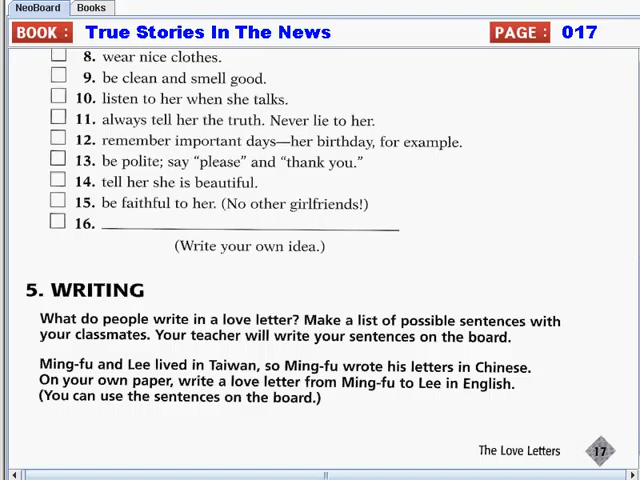 NeoBoard Books
BOOK : True Stories In The News PAGE : 017
8. wear nice clothes.
9. be clean and smell good.
10. listen to her when she talks.
11. always tell her the truth. Never lie to her.
12. remember important days—her birthday, for example.
13. be polite; say “please” and “thank you.”
14. tell her she is beautiful.
15. be faithful to her. (No other girlfriends!)
16.
(Write your own idea.)
5. WRITING
What do people write in a love letter? Make a list of possible sentences with
your classmates. Your teacher will write your sentences on the board.
Ming-fu and Lee lived in Taiwan, so Ming-fu wrote his letters in Chinese.
On your own paper, write a love letter from Ming-fu to Lee in English.
(You can use the sentences on the board.)
The Love Letters 17